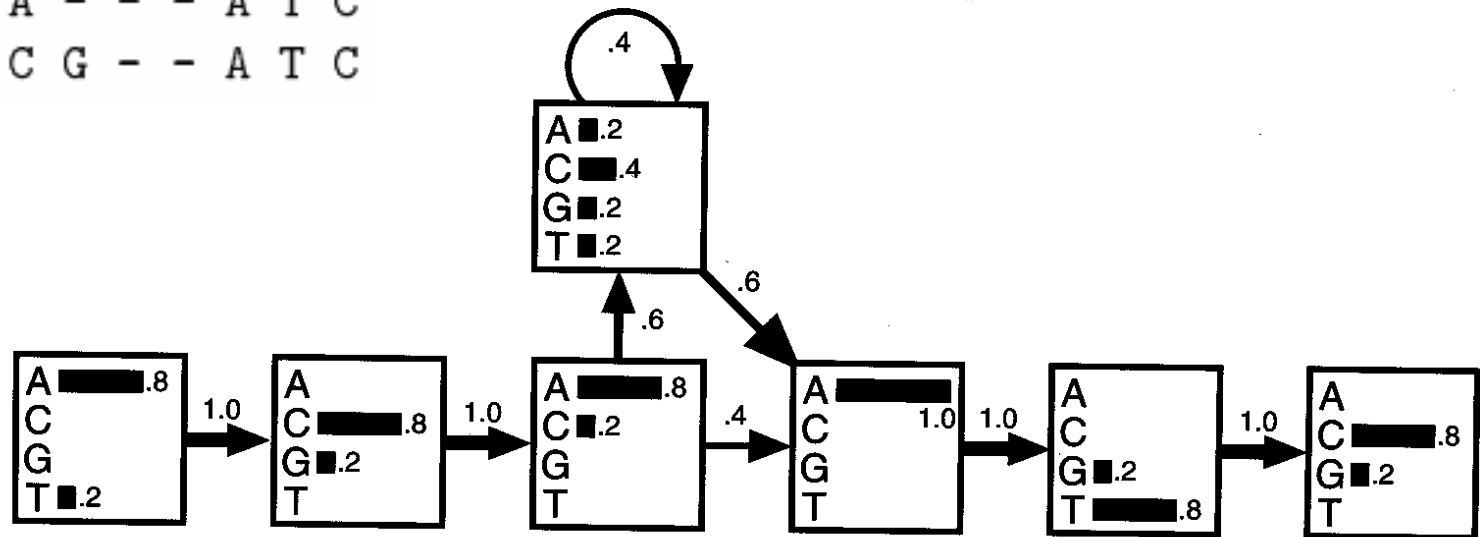 A - - - A T C
C G - - A T C
.4
A .2
C .4
G .2
T .2
.6
.6
A .8
C
G
T .2
1.0
A
C .8
G .2
T
1.0
A .8
C .2
G
T
.4
A
C 1.0
G
T
1.0
A
C
G .2
T .8
1.0
A
C .8
G .2
T